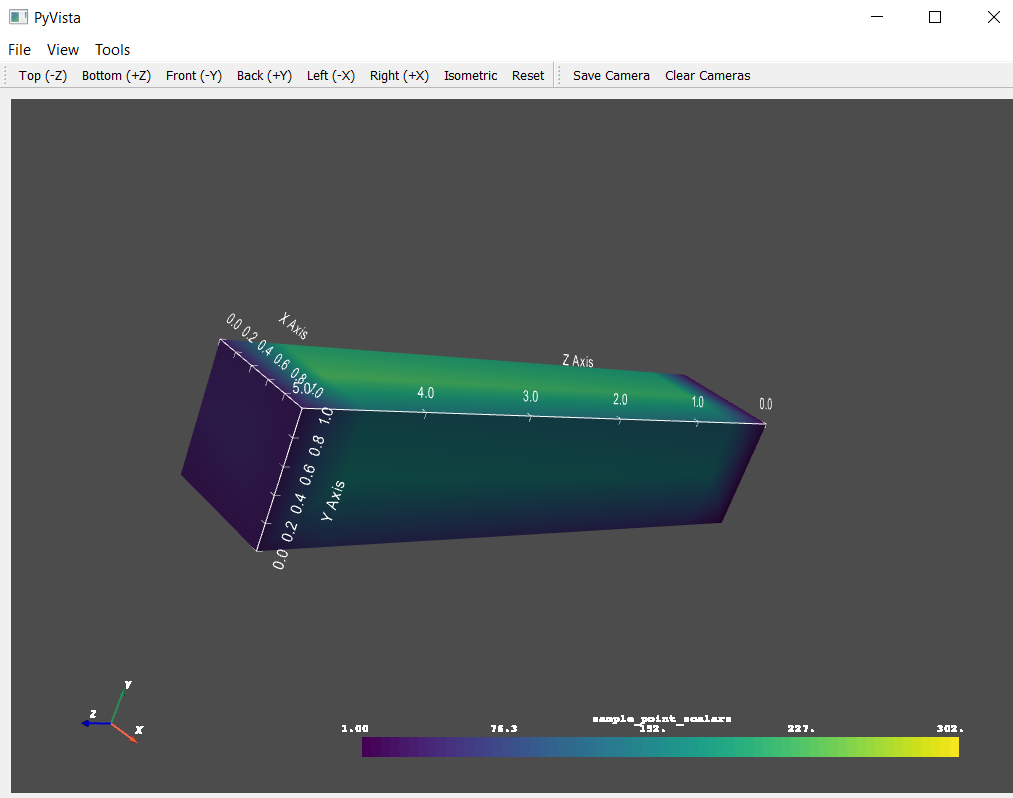 PyVista
File View Tools
Top (-Z) Bottom (+Z) Front (-Y) Back (+Y) Left (-X) Right (+X) Isometric Reset Save Camera Clear Cameras
0.0 0.2 0.4 0.6 0.8 1.0
X Axis
Z Axis
5.0 4.0 3.0 2.0 1.0 0.0
1.0
0.8
0.6
0.4
0.2
0.0
Y Axis
Y
Z
X
sample_point_scalars
1.00 76.3 152. 227. 302.